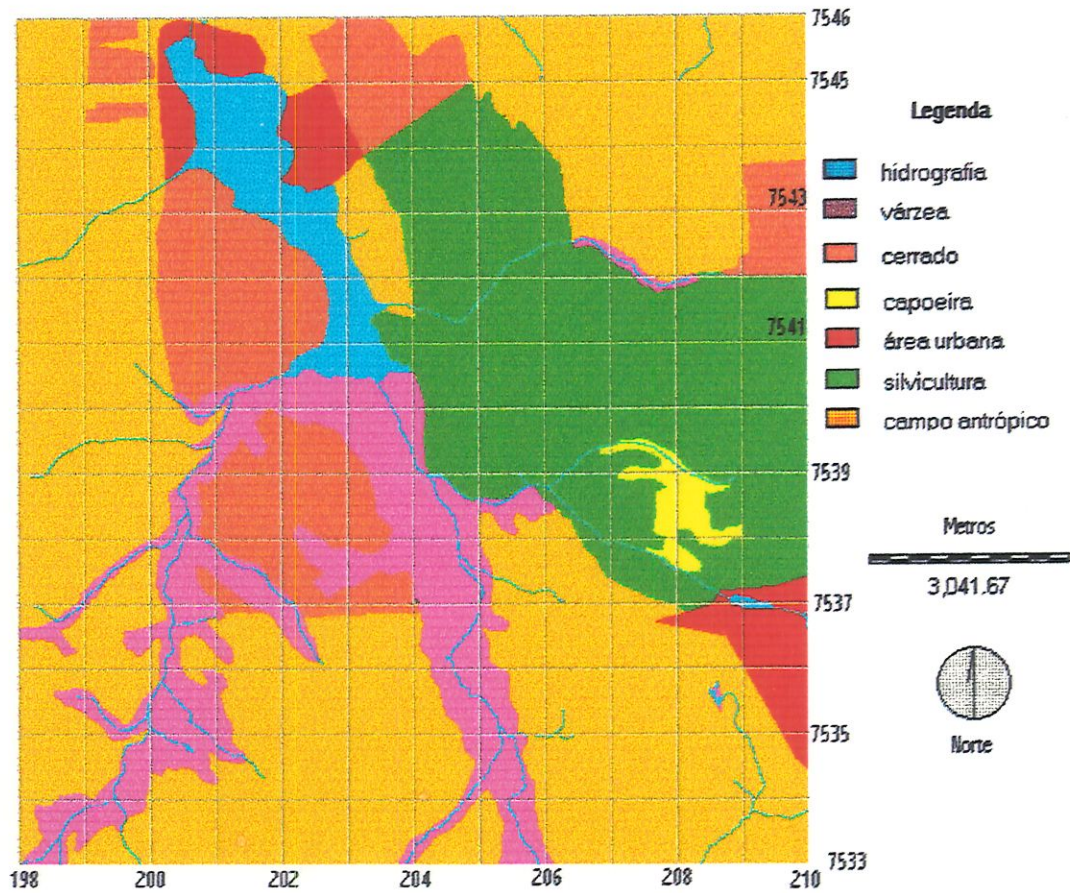 7546
7545
7543
7541
7539
7537
7535
7533
198
200
202
204
206
208
210
Legenda
hidrografia
várzea
cerrado
capoeira
área urbana
silvicultura
campo antrópico
Metros
3,041.67
Norte